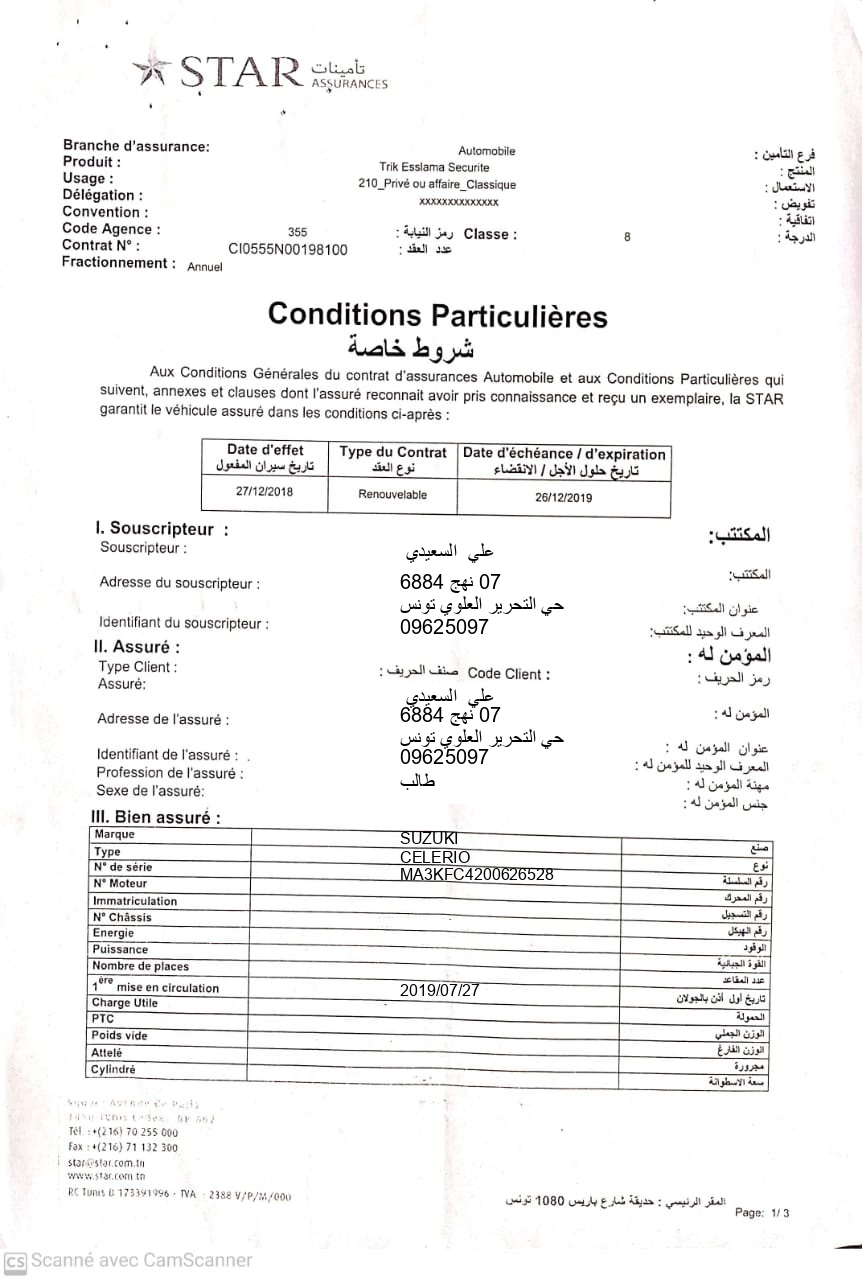 STAR تأمينات
ASSURANCES
Branche d'assurance: Automobile فرع التأمين :
Produit : Trik Esslama Securite المنتج :
Usage : 210_Privé ou affaire_Classique الاستعمال :
Délégation : xxxxxxxxxxxxxx تفويض :
Convention : اتفاقية :
Code Agence : 355 رمز النيابة : Classe : 8 الدرجة :
Contrat N° : CI0555N00198100 عدد العقد :
Fractionnement : Annuel
Conditions Particulières
شروط خاصة
Aux Conditions Générales du contrat d'assurances Automobile et aux Conditions Particulières qui
suivent, annexes et clauses dont l'assuré reconnait avoir pris connaissance et reçu un exemplaire, la STAR
garantit le véhicule assuré dans les conditions ci-après :
Date d'effet Type du Contrat Date d'échéance / d'expiration
تاريخ سيران المفعول نوع العقد تاريخ حلول الأجل / الانقضاء
27/12/2018 Renouvelable 26/12/2019
I. Souscripteur : المكتتب:
Souscripteur : علي السعيدي المكتتب:
Adresse du souscripteur : 07 نهج 6884
حي التحرير العلوي تونس عنوان المكتتب:
Identifiant du souscripteur : 09625097 المعرف الوحيد للمكتتب:
II. Assuré : المؤمن له :
Type Client : صنف الحريف : Code Client : رمز الحريف :
Assuré: علي السعيدي
Adresse de l'assuré : 07 نهج 6884 المؤمن له :
حي التحرير العلوي تونس عنوان المؤمن له :
Identifiant de l'assuré : 09625097 المعرف الوحيد للمؤمن له :
Profession de l'assuré : طالب مهنة المؤمن له :
Sexe de l'assuré: جنس المؤمن له :
III. Bien assuré :
Marque SUZUKI صنع
Type CELERIO نوع
N° de série MA3KFC4200626528 رقم السلسلة
N° Moteur رقم المحرك
Immatriculation رقم التسجيل
N° Châssis رقم الهيكل
Energie الوقود
Puissance القوة الجبائية
Nombre de places عدد المقاعد
1ère mise en circulation 2019/07/27 تاريخ أول أذن بالجولان
Charge Utile الحمولة
PTC الوزن الجملي
Poids vide الوزن الفارغ
Attelé مجرورة
Cylindré سعة الاسطوانة
Tél. :+(216) 70 255 000
Fax :+(216) 71 132 300
star@star.com.tn
www.star.com.tn
RC Tunis B 173391996 - TVA : 2388 V/P/M/000
المقر الرئيسي : حديقة شارع باريس 1080 تونس
Page: 1/ 3
CS Scanné avec CamScanner